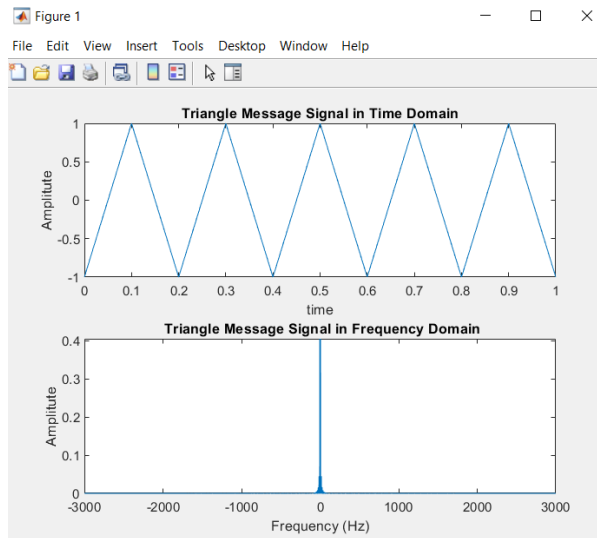 Figure 1
File Edit View Insert Tools Desktop Window Help
Triangle Message Signal in Time Domain
1
0.5
0
-0.5
-1
Amplitute
0 0.1 0.2 0.3 0.4 0.5 0.6 0.7 0.8 0.9 1
time
Triangle Message Signal in Frequency Domain
0.4
0.3
0.2
0.1
0
Amplitute
-3000 -2000 -1000 0 1000 2000 3000
Frequency (Hz)